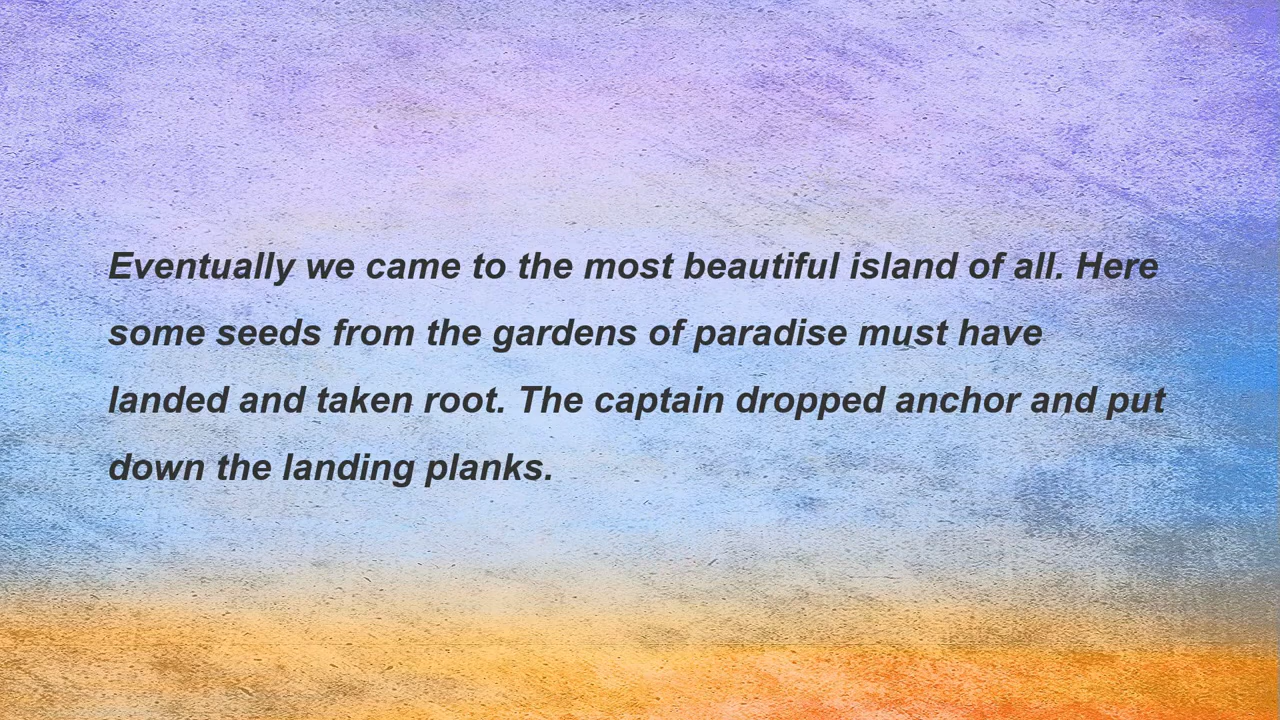 Eventually we came to the most beautiful island of all. Here
some seeds from the gardens of paradise must have
landed and taken root. The captain dropped anchor and put
down the landing planks.